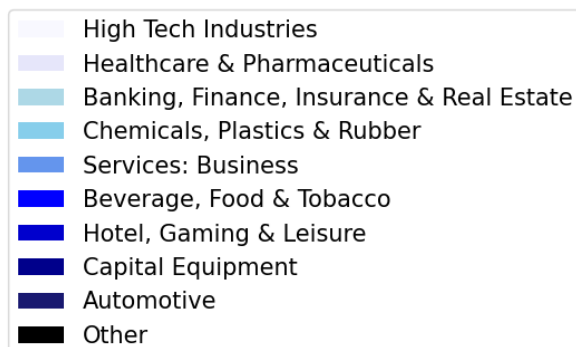 High Tech Industries
Healthcare & Pharmaceuticals
Banking, Finance, Insurance & Real Estate
Chemicals, Plastics & Rubber
Services: Business
Beverage, Food & Tobacco
Hotel, Gaming & Leisure
Capital Equipment
Automotive
Other